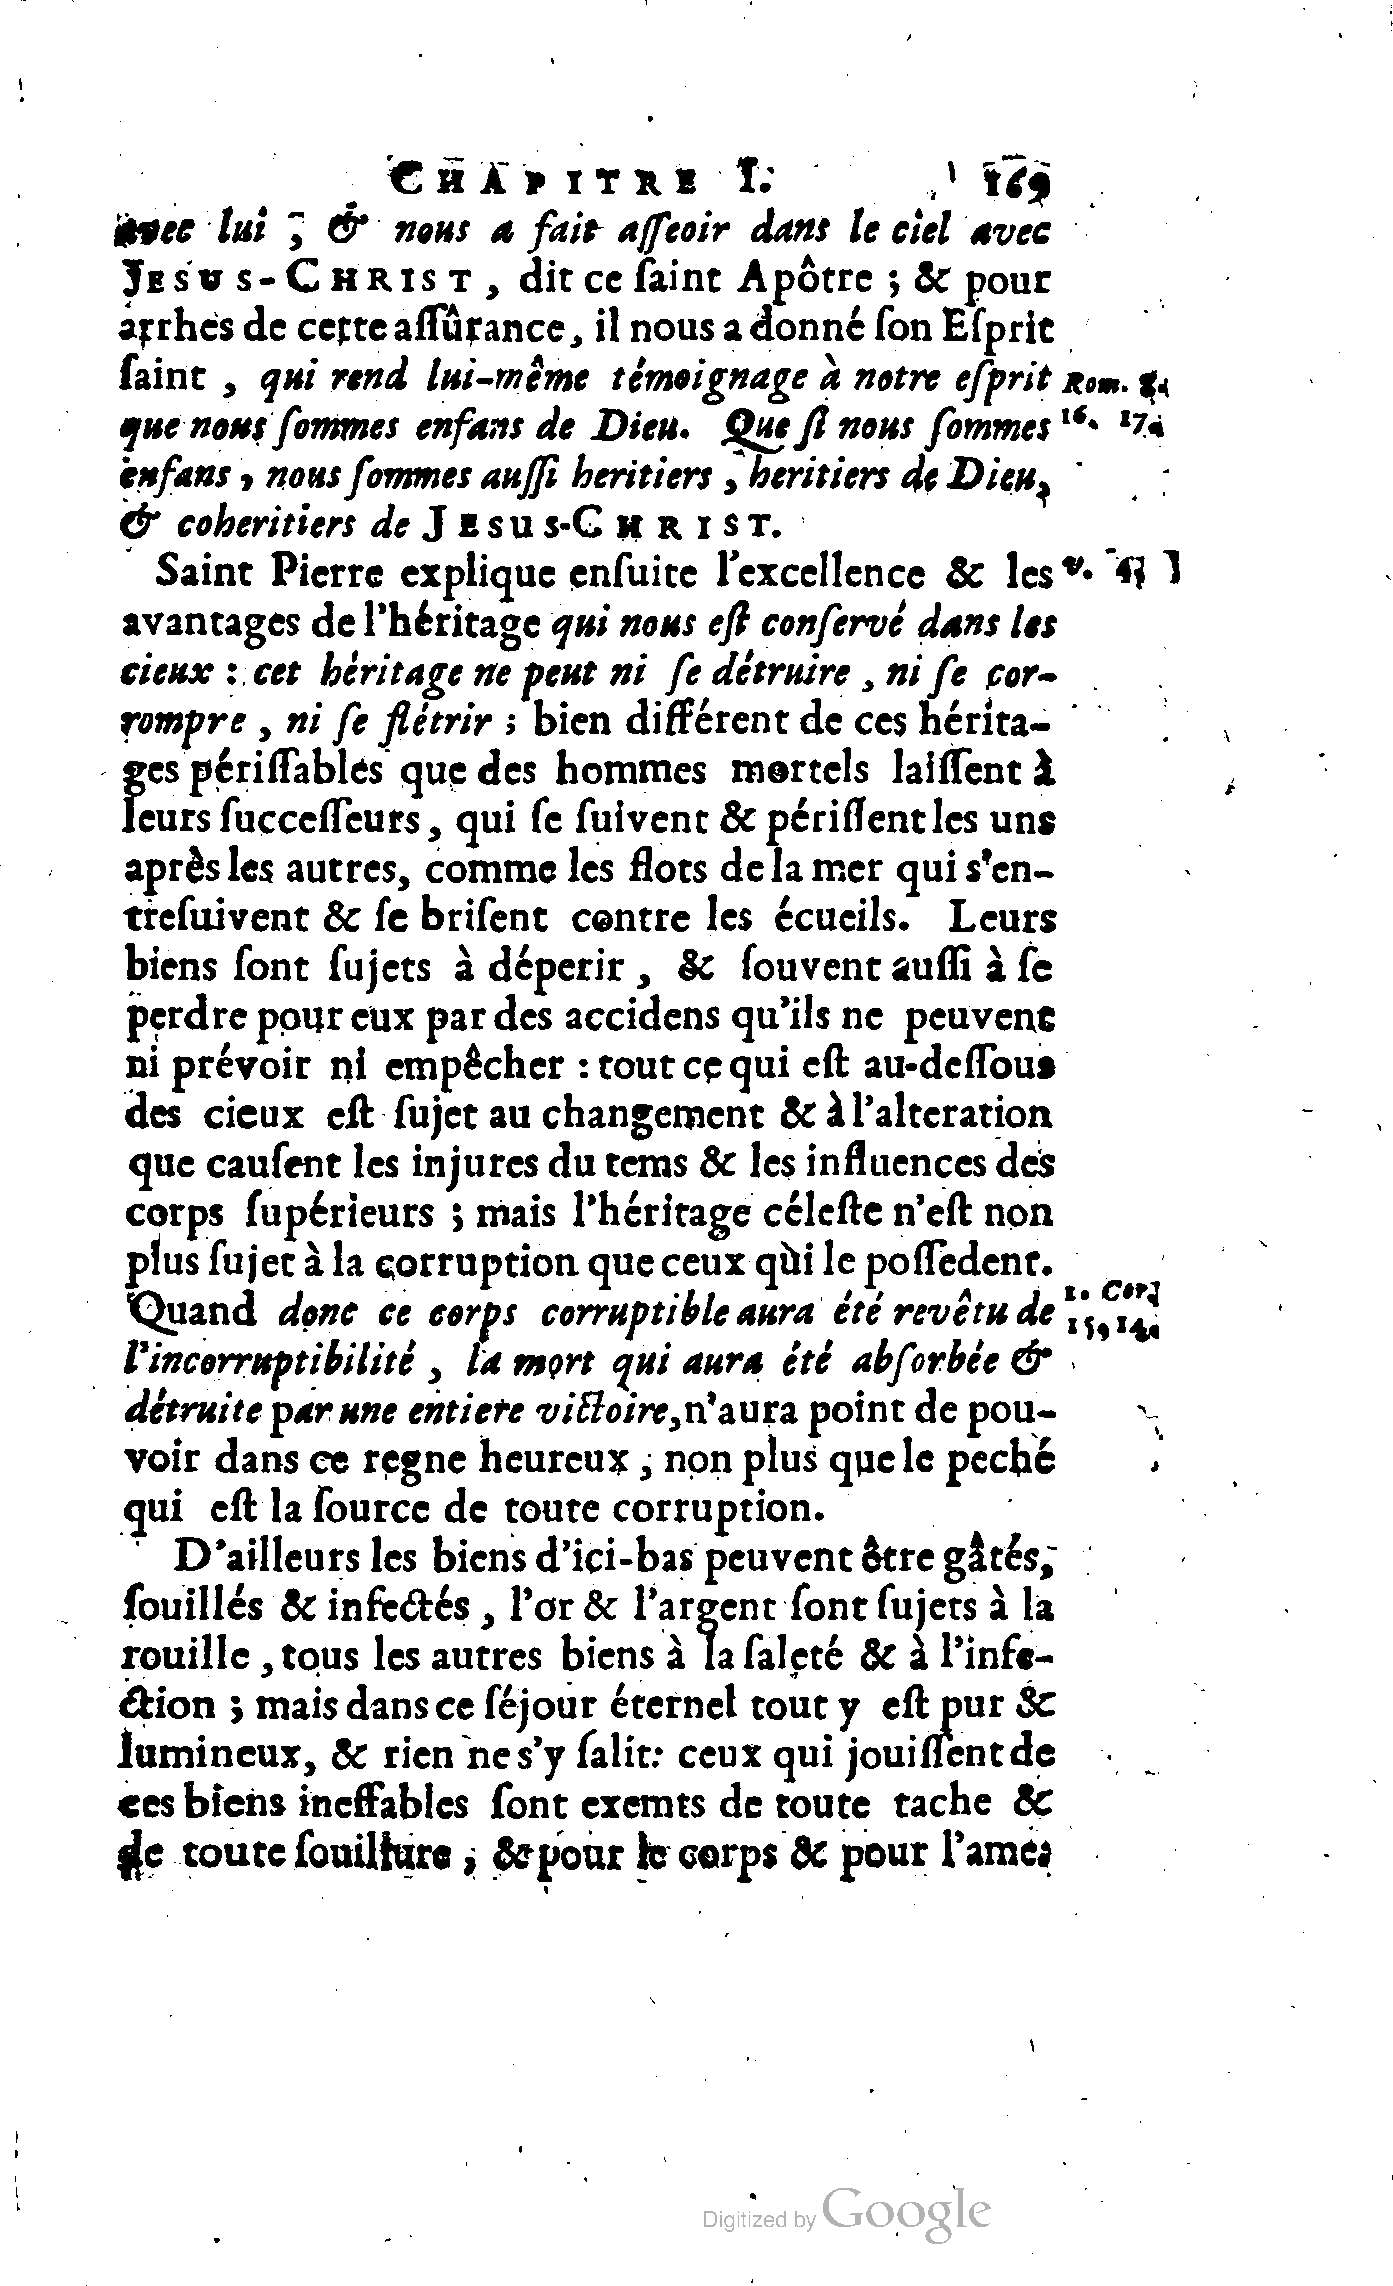 CHAPITRE I. 169
avec lui ; & nous a fait aſſeoir dans le ciel avec
JESUS-CHRIST, dit ce ſaint Apôtre ; & pour
arrhes de cette aſſûrance, il nous a donné ſon Eſprit
ſaint , qui rend lui-même témoignage à notre eſprit Rom. 8.
que nous ſommes enfans de Dieu. Que ſi nous ſommes 16. 17.
enfans , nous ſommes auſſi heritiers , heritiers de Dieu,
& coheritiers de JESUS-CHRIST.
Saint Pierre explique enſuite l'excellence & les v. 4.
avantages de l'héritage qui nous eſt conſervé dans les
cieux : cet héritage ne peut ni ſe détruire , ni ſe cor-
rompre , ni ſe flétrir ; bien différent de ces hérita-
ges périſſables que des hommes mortels laiſſent à
leurs ſucceſſeurs, qui ſe ſuivent & périſſent les uns
après les autres, comme les flots de la mer qui s'en-
treſuivent & ſe briſent contre les écueils. Leurs
biens ſont ſujets à déperir , & ſouvent auſſi à ſe
perdre pour eux par des accidens qu'ils ne peuvent
ni prévoir ni empêcher : tout ce qui eſt au-deſſous
des cieux eſt ſujet au changement & à l'alteration
que cauſent les injures du tems & les influences des
corps ſupérieurs ; mais l'héritage céleſte n'eſt non
plus ſujet à la corruption que ceux qui le poſſedent.
Quand donc ce corps corruptible aura été revêtu de 1. Cor.
l'incorruptibilité , la mort qui aura été abſorbée & 15, 14.
détruite par une entiere victoire, n'aura point de pou-
voir dans ce regne heureux , non plus que le peché
qui eſt la ſource de toute corruption.
D'ailleurs les biens d'ici-bas peuvent être gâtés,
ſouillés & infectés , l'or & l'argent ſont ſujets à la
rouille , tous les autres biens à la ſaleté & à l'infe-
ction ; mais dans ce ſéjour éternel tout y eſt pur &
lumineux, & rien ne s'y ſalit: ceux qui jouiſſent de
ces biens ineffables ſont exemts de toute tache &
de toute ſouillure , & pour le corps & pour l'ame;
Digitized by Google